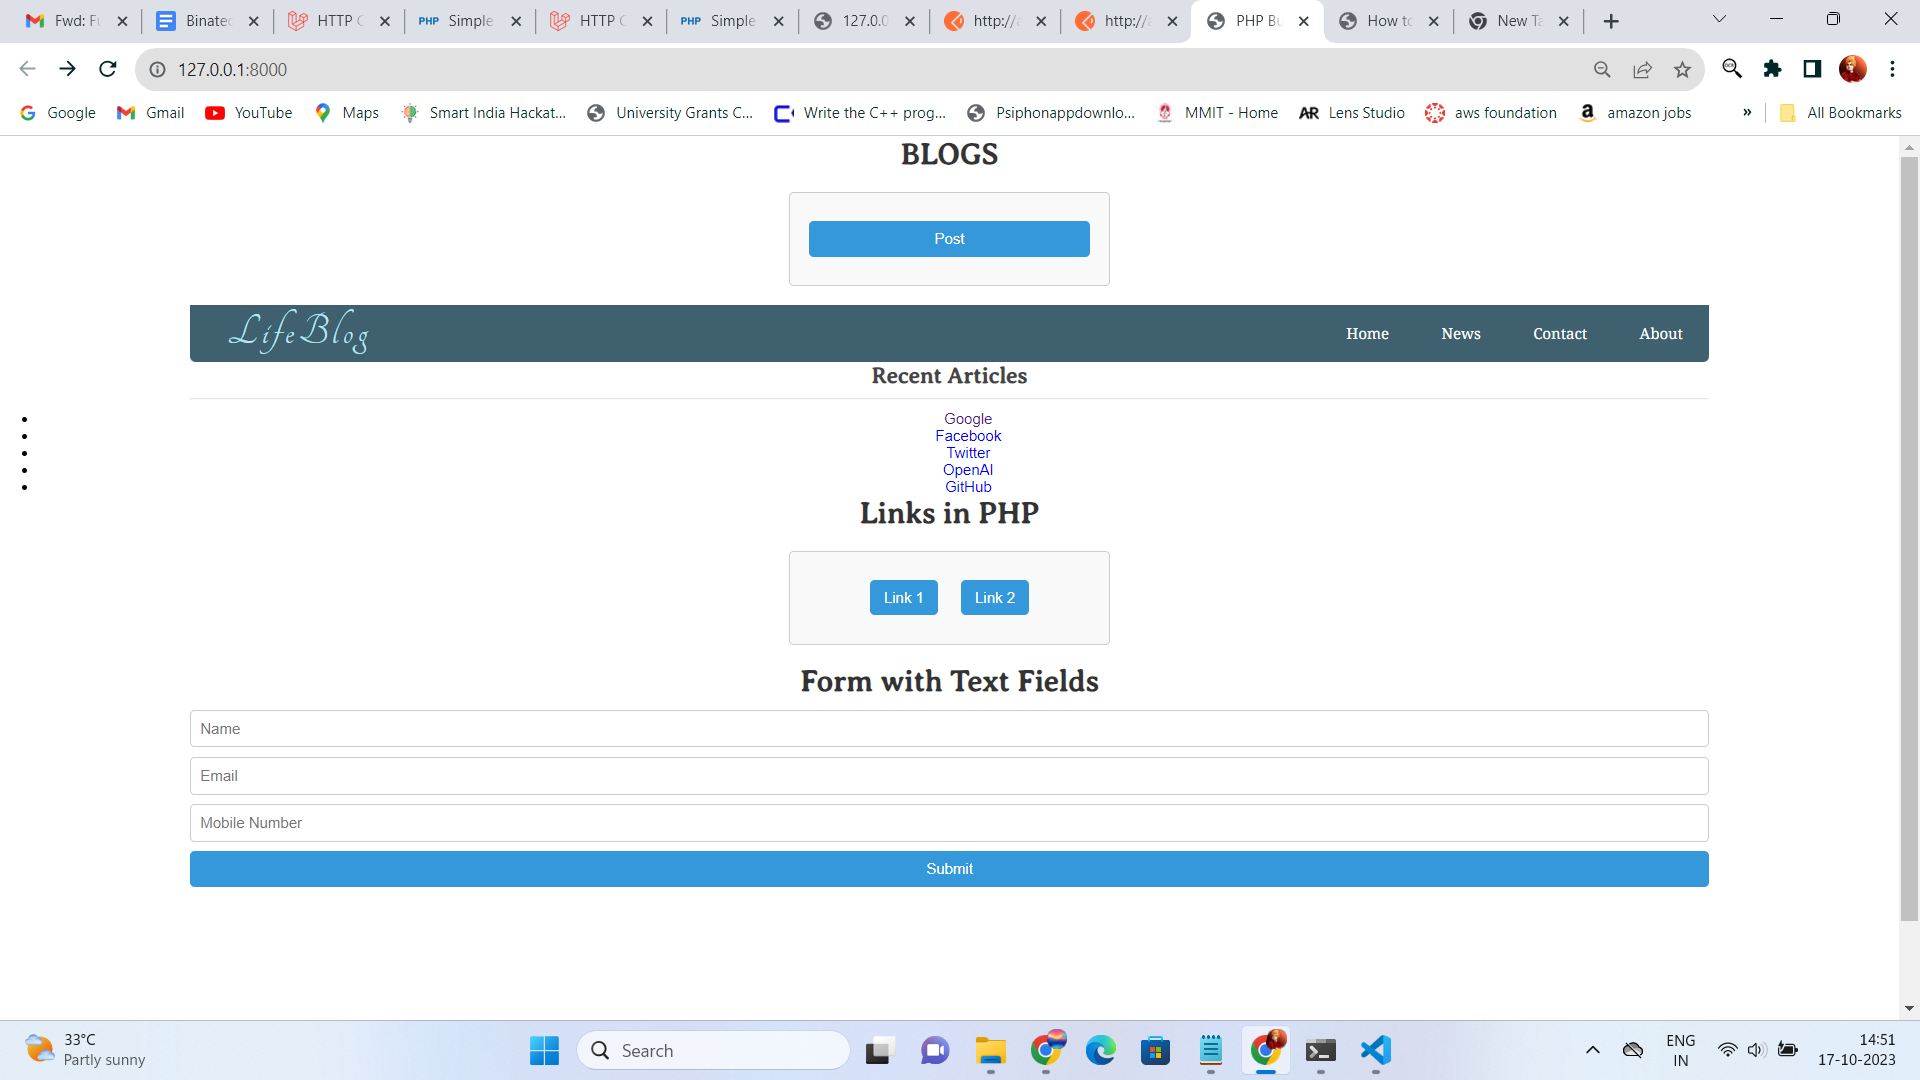 Fwd: Fu
Binatec
HTTP C
PHP Simple
HTTP C
PHP Simple
127.0.0
http://a
http://a
PHP Bu
How to
New Ta
127.0.0.1:8000
Google
Gmail
YouTube
Maps
Smart India Hackat...
University Grants C...
Write the C++ prog...
Psiphonappdownlo...
MMIT - Home
AR Lens Studio
aws foundation
amazon jobs
»
All Bookmarks
BLOGS
Post
LifeBlog
Home
News
Contact
About
Recent Articles
Google
Facebook
Twitter
OpenAI
GitHub
Links in PHP
Link 1
Link 2
Form with Text Fields
Name
Email
Mobile Number
Submit
33°C
Partly sunny
Search
ENG
IN
14:51
17-10-2023